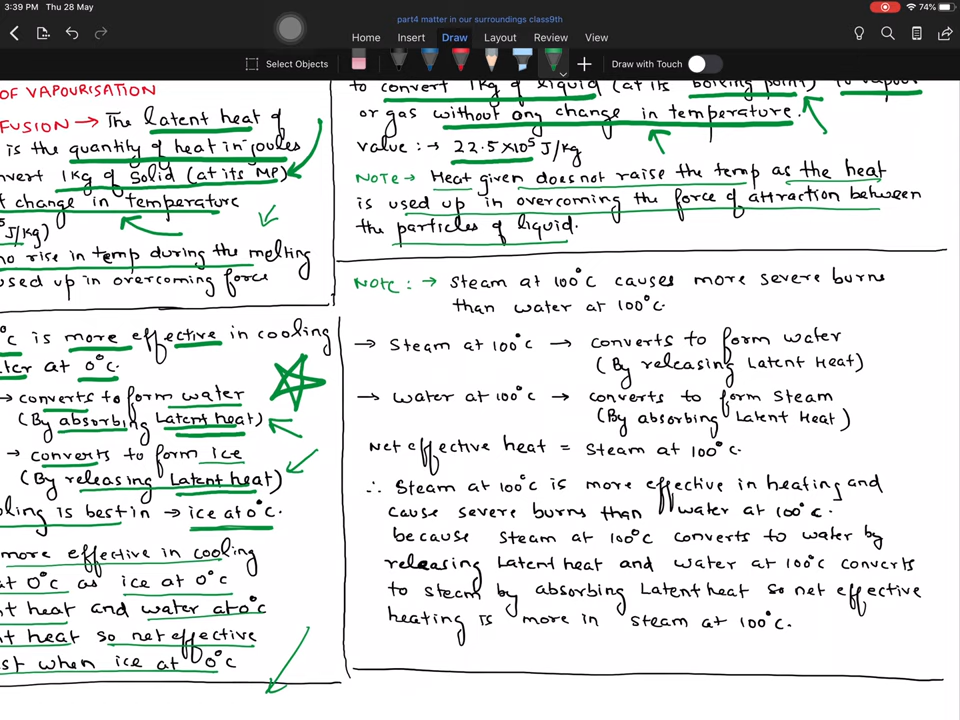 3:39 PM Thu 28 May
part4 matter in our surroundings class9th
74%
Home Insert Draw Layout Review View
Select Objects
Draw with Touch
OF VAPOURISATION
FUSION → The latent heat of
is the quantity of heat in joules
nvert 1Kg of Solid (at its MP)
t change in temperature
5 J/Kg)
no rise in temp during the melting
used up in overcoming force
0°C is more effective in cooling
ter at 0°C.
→ converts to form water
(By absorbing Latent heat)
→ converts to form ice
(By releasing Latent heat)
oling is best in → ice at 0°C.
more effective in cooling
at 0°C as ice at 0°C
nt heat and water at 0°C
nt heat so net effective
st when ice at 0°C
to convert 1Kg of liquid (at its boiling point) to vapour
or gas without any change in temperature.
value :→ 22.5×10⁵ J/kg
NOTE → Heat given does not raise the temp as the heat
is used up in overcoming the force of attraction between
the particles of liquid.
NOTE : → Steam at 100°C causes more severe burns
than water at 100°C.
→ Steam at 100°C → converts to form water
(By releasing Latent Heat)
→ Water at 100°C → converts to form Steam
(By absorbing Latent Heat)
Net effective heat = Steam at 100°C.
∴ Steam at 100°C is more effective in heating and
cause severe burns than water at 100°C.
because Steam at 100°C converts to water by
releasing Latent heat and water at 100°C converts
to steam by absorbing Latent heat so net effective
heating is more in steam at 100°C.